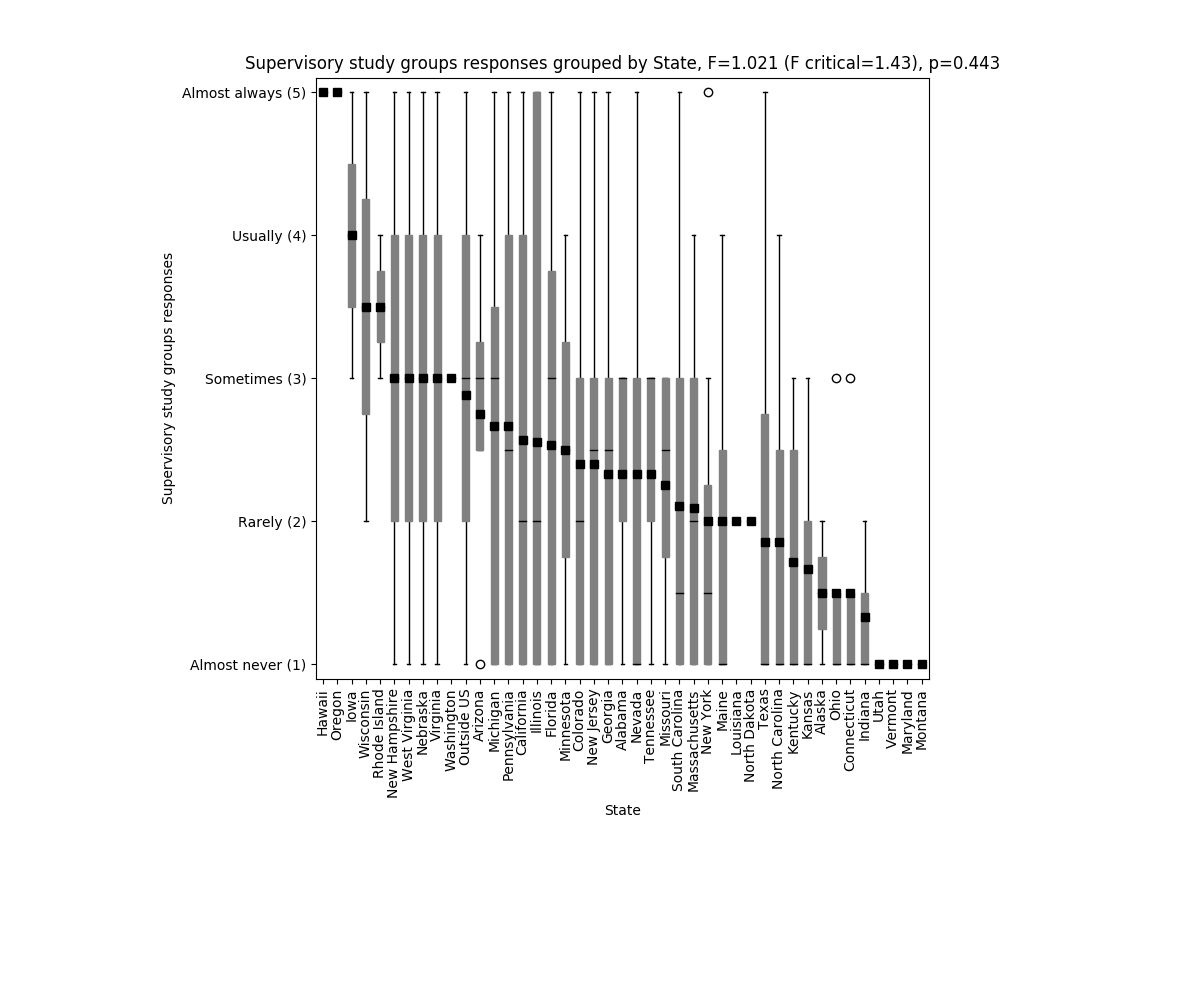 Supervisory study groups responses grouped by State, F=1.021 (F critical=1.43), p=0.443
Supervisory study groups responses
Almost always (5)
Usually (4)
Sometimes (3)
Rarely (2)
Almost never (1)
Hawaii
Oregon
Iowa
Wisconsin
Rhode Island
New Hampshire
West Virginia
Nebraska
Virginia
Washington
Outside US
Arizona
Michigan
Pennsylvania
California
Illinois
Florida
Minnesota
Colorado
New Jersey
Georgia
Alabama
Nevada
Tennessee
Missouri
South Carolina
Massachusetts
New York
Maine
Louisiana
North Dakota
Texas
North Carolina
Kentucky
Kansas
Alaska
Ohio
Connecticut
Indiana
Utah
Vermont
Maryland
Montana
State